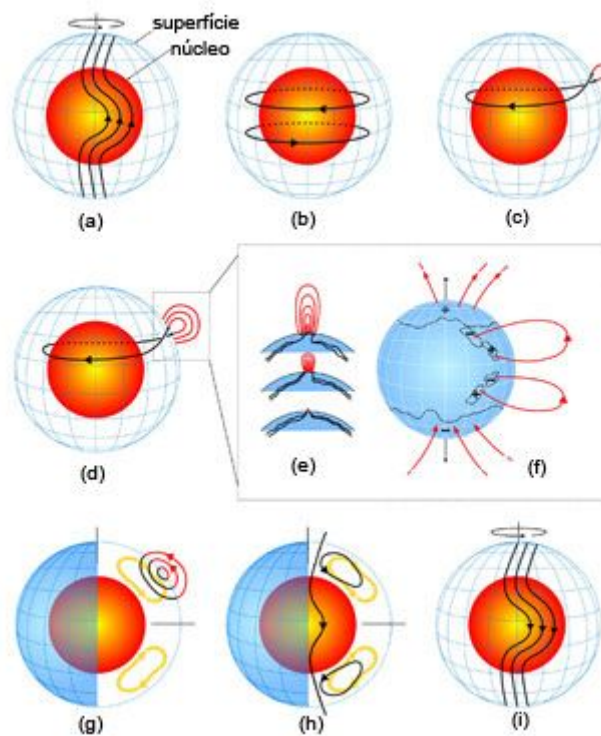 superfície
núcleo
(a)
(b)
(c)
(d)
(e)
(f)
(g)
(h)
(i)